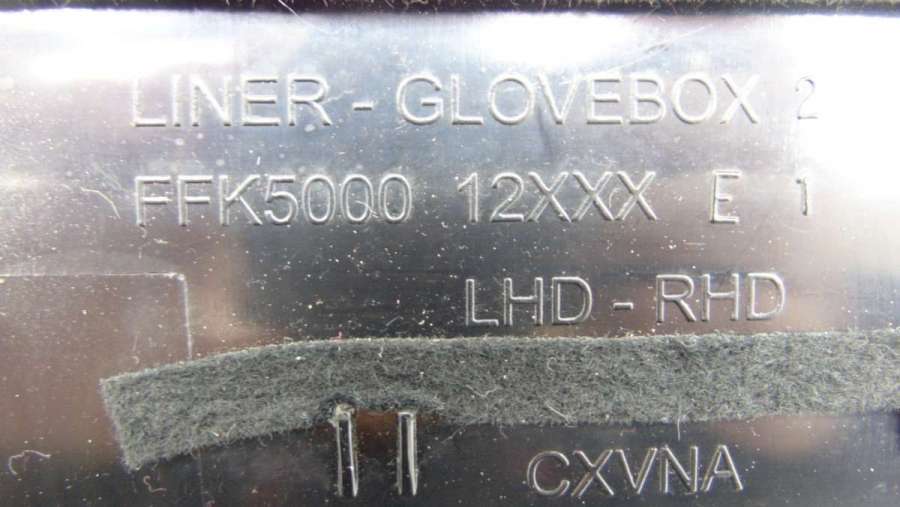 LINER - GLOVEBOX 2
FFK5000 12XXX E 1
LHD - RHD
CXVNA